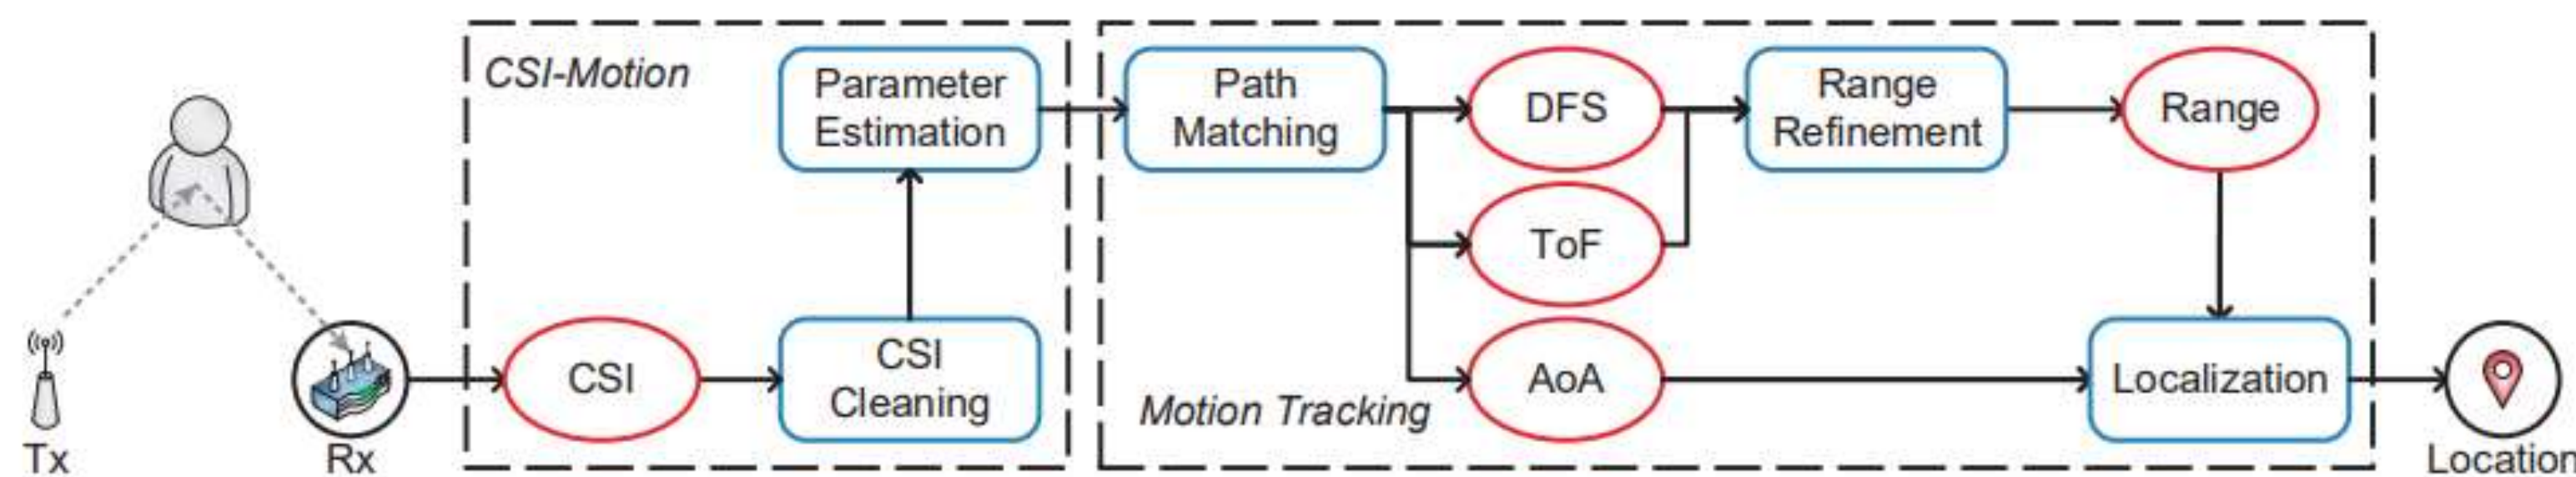 CSI-Motion
Parameter
Estimation
Path
Matching
DFS
Range
Refinement
Range
ToF
CSI
CSI
Cleaning
Motion Tracking
AoA
Localization
Tx
Rx
Location